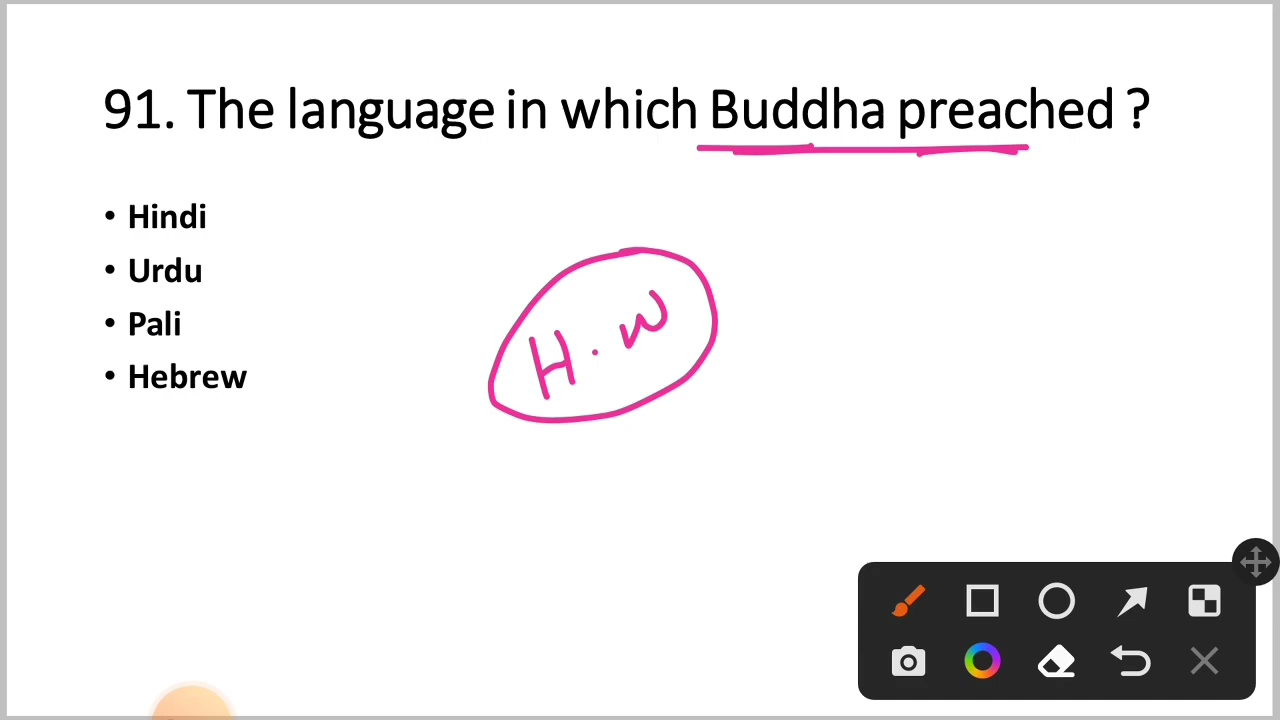 91. The language in which Buddha preached ?
• Hindi
• Urdu
• Pali
• Hebrew
H.W